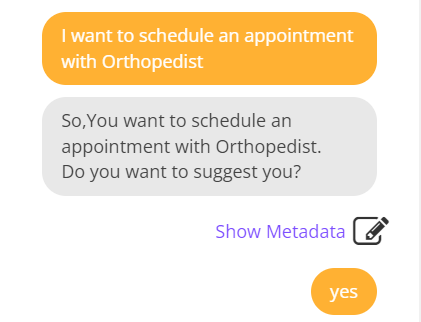 I want to schedule an appointment
with Orthopedist
So,You want to schedule an
appointment with Orthopedist.
Do you want to suggest you?
Show Metadata
yes